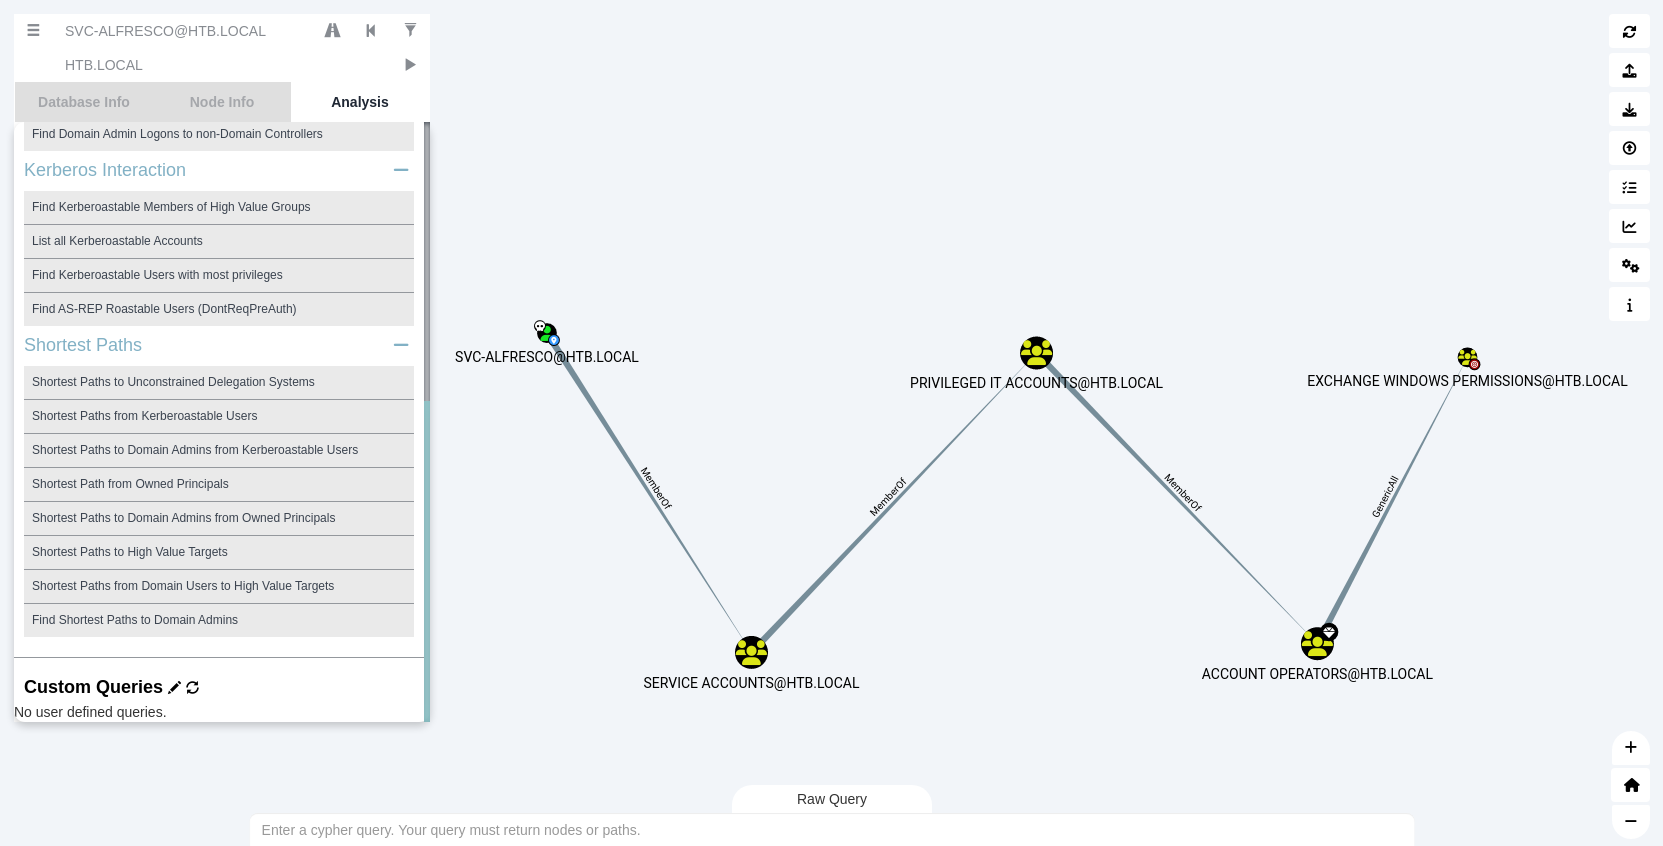 SVC-ALFRESCO@HTB.LOCAL
HTB.LOCAL
Database Info
Node Info
Analysis
Find Domain Admin Logons to non-Domain Controllers
Kerberos Interaction
Find Kerberoastable Members of High Value Groups
List all Kerberoastable Accounts
Find Kerberoastable Users with most privileges
Find AS-REP Roastable Users (DontReqPreAuth)
Shortest Paths
Shortest Paths to Unconstrained Delegation Systems
Shortest Paths from Kerberoastable Users
Shortest Paths to Domain Admins from Kerberoastable Users
Shortest Path from Owned Principals
Shortest Paths to Domain Admins from Owned Principals
Shortest Paths to High Value Targets
Shortest Paths from Domain Users to High Value Targets
Find Shortest Paths to Domain Admins
Custom Queries
No user defined queries.
SVC-ALFRESCO@HTB.LOCAL
PRIVILEGED IT ACCOUNTS@HTB.LOCAL
EXCHANGE WINDOWS PERMISSIONS@HTB.LOCAL
MemberOf
MemberOf
MemberOf
GenericAll
SERVICE ACCOUNTS@HTB.LOCAL
ACCOUNT OPERATORS@HTB.LOCAL
Raw Query
Enter a cypher query. Your query must return nodes or paths.